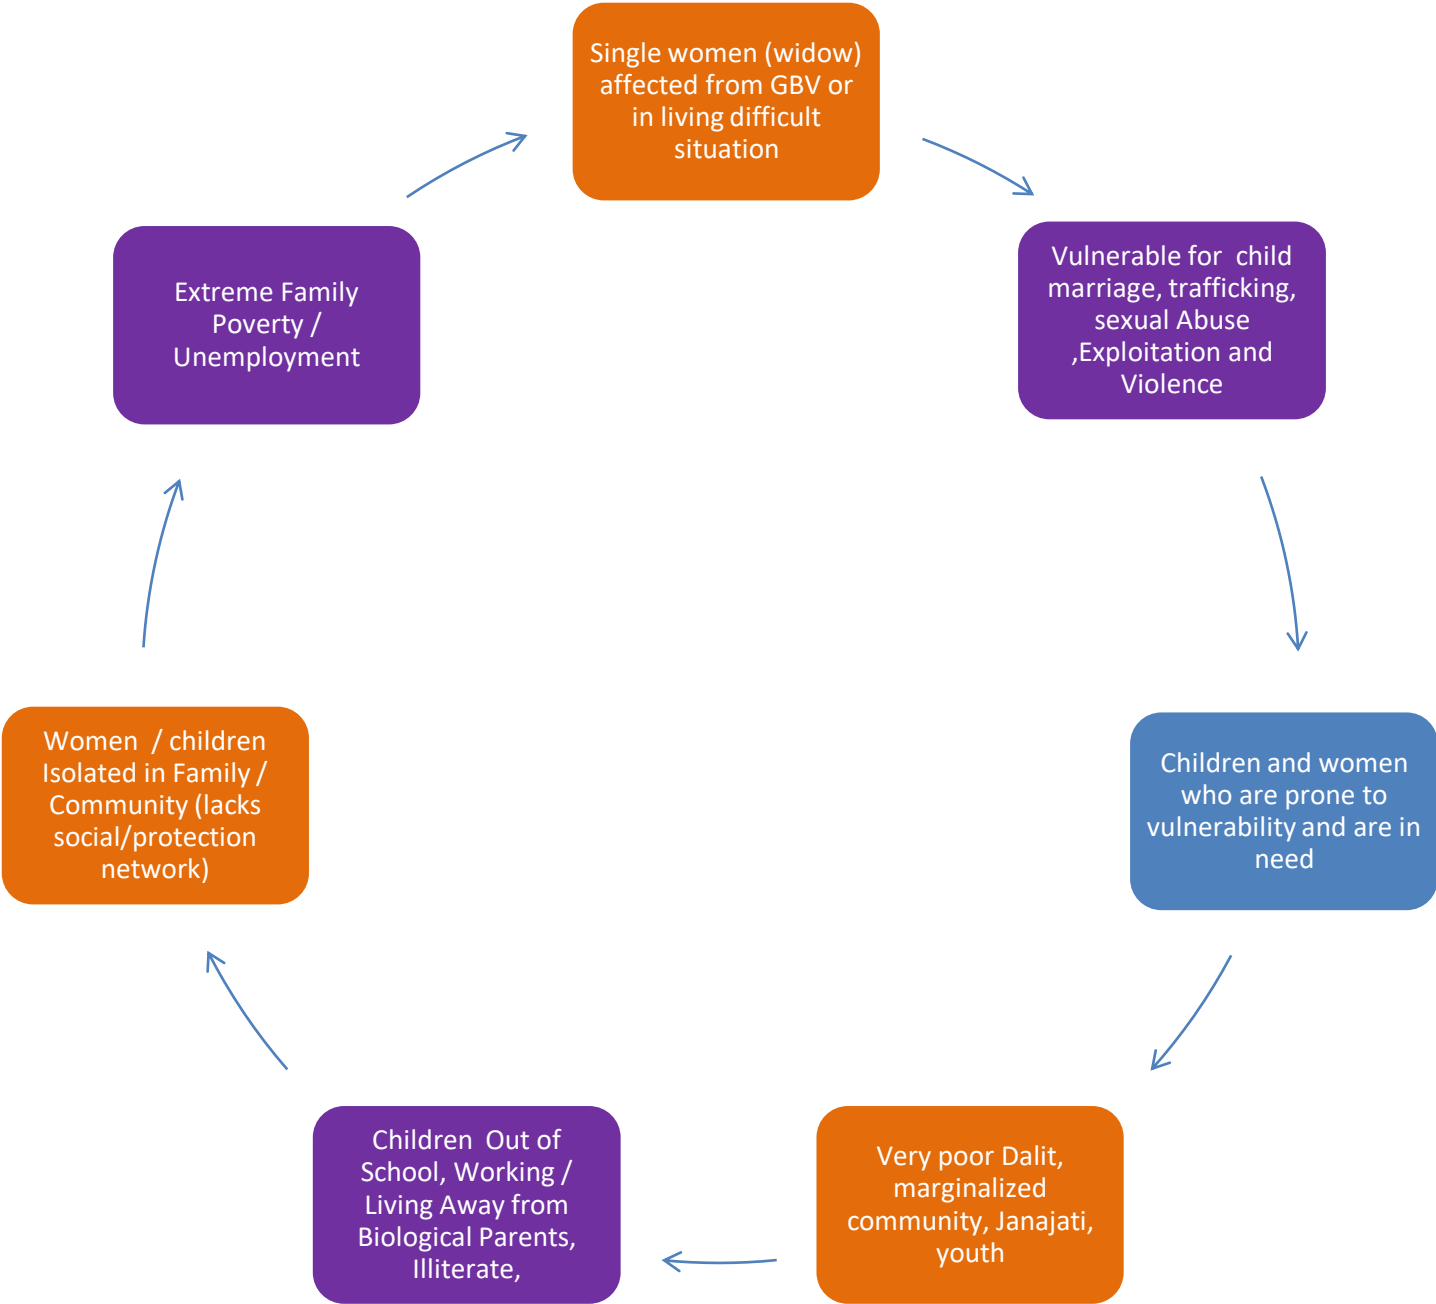 Single women (widow)
affected from GBV or
in living difficult
situation
Vulnerable for  child
marriage, trafficking,
sexual Abuse
,Exploitation and
Violence
Children and women
who are prone to
vulnerability and are in
need
Very poor Dalit,
marginalized
community, Janajati,
youth
Children  Out of
School, Working /
Living Away from
Biological Parents,
Illiterate,
Women  / children
Isolated in Family /
Community (lacks
social/protection
network)
Extreme Family
Poverty /
Unemployment